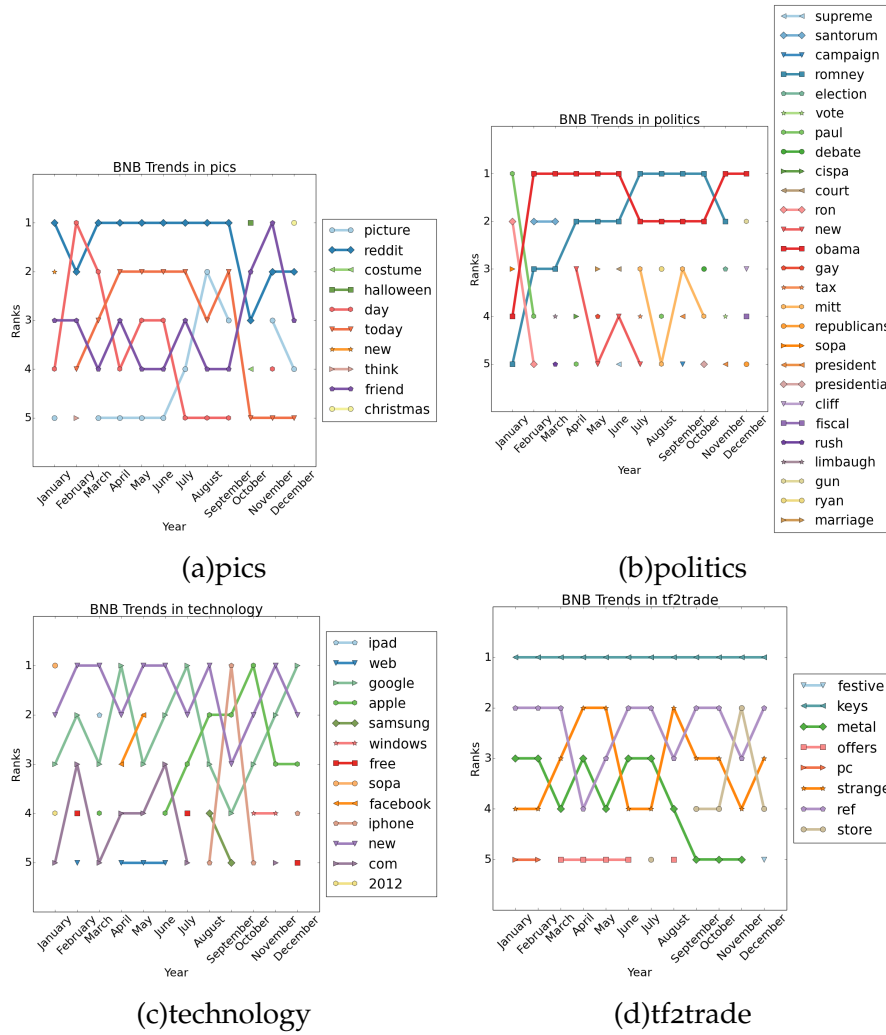 BNB Trends in pics
Ranks
1
2
3
4
5
January
February
March
April
May
June
July
August
September
October
November
December
Year
picture
reddit
costume
halloween
day
today
new
think
friend
christmas
(a)pics
BNB Trends in politics
Ranks
1
2
3
4
5
January
February
March
April
May
June
July
August
September
October
November
December
Year
supreme
santorum
campaign
romney
election
vote
paul
debate
cispa
court
ron
new
obama
gay
tax
mitt
republicans
sopa
president
presidentia
cliff
fiscal
rush
limbaugh
gun
ryan
marriage
(b)politics
BNB Trends in technology
Ranks
1
2
3
4
5
January
February
March
April
May
June
July
August
September
October
November
December
Year
ipad
web
google
apple
samsung
windows
free
sopa
facebook
iphone
new
com
2012
(c)technology
BNB Trends in tf2trade
Ranks
1
2
3
4
5
January
February
March
April
May
June
July
August
September
October
November
December
Year
festive
keys
metal
offers
pc
strange
ref
store
(d)tf2trade